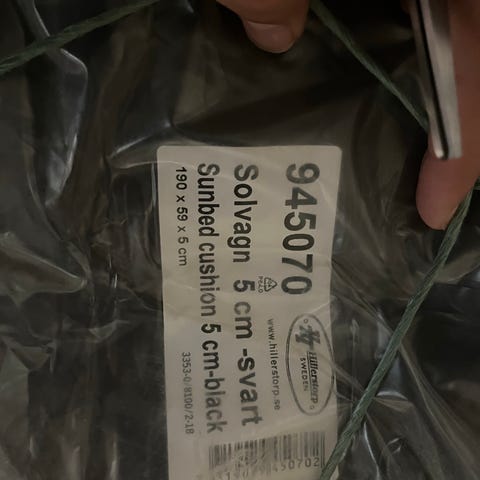 945070
Solvagn 5 cm -svart
Sunbed cushion 5 cm-black
190 x 59 x 5 cm
www.hillerstorp.se
Hillerstorp
SWEDEN
3353-0/8100/2-1B